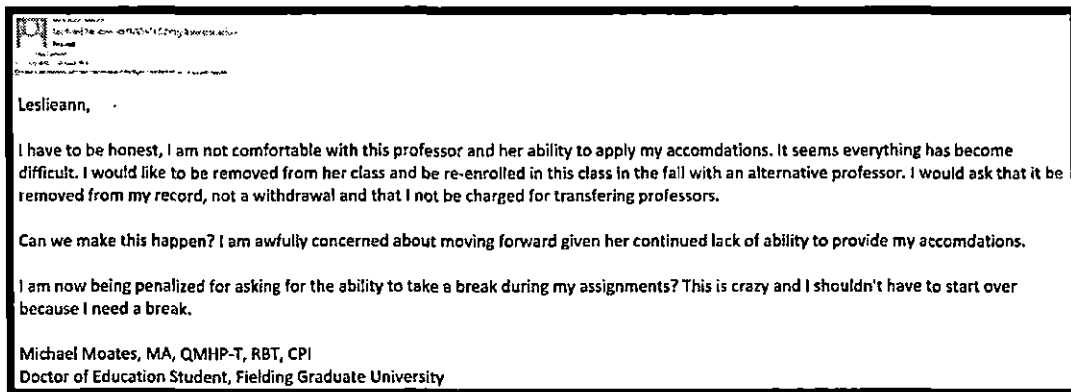 Leslieann,
I have to be honest, I am not comfortable with this professor and her ability to apply my accomdations. It seems everything has become
difficult. I would like to be removed from her class and be re-enrolled in this class in the fall with an alternative professor. I would ask that it be
removed from my record, not a withdrawal and that I not be charged for transfering professors.
Can we make this happen? I am awfully concerned about moving forward given her continued lack of ability to provide my accomdations.
I am now being penalized for asking for the ability to take a break during my assignments? This is crazy and I shouldn't have to start over
because I need a break.
Michael Moates, MA, QMHP-T, RBT, CPI
Doctor of Education Student, Fielding Graduate University